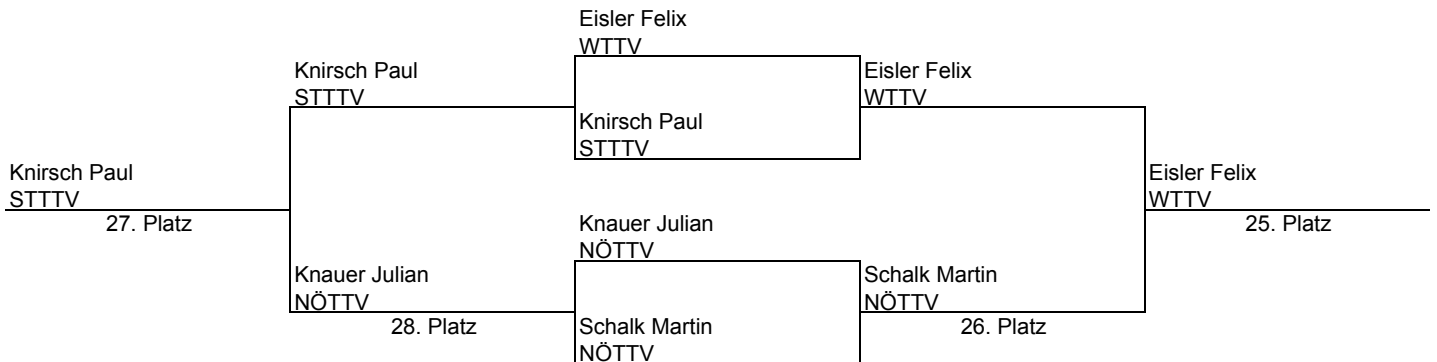 Eisler Felix
WTTV
Knirsch Paul
STTTV
Eisler Felix
WTTV
Knirsch Paul
STTTV
Knirsch Paul
STTTV
27. Platz
Eisler Felix
WTTV
25. Platz
Knauer Julian
NÖTTV
Knauer Julian
NÖTTV
28. Platz
Schalk Martin
NÖTTV
26. Platz
Schalk Martin
NÖTTV